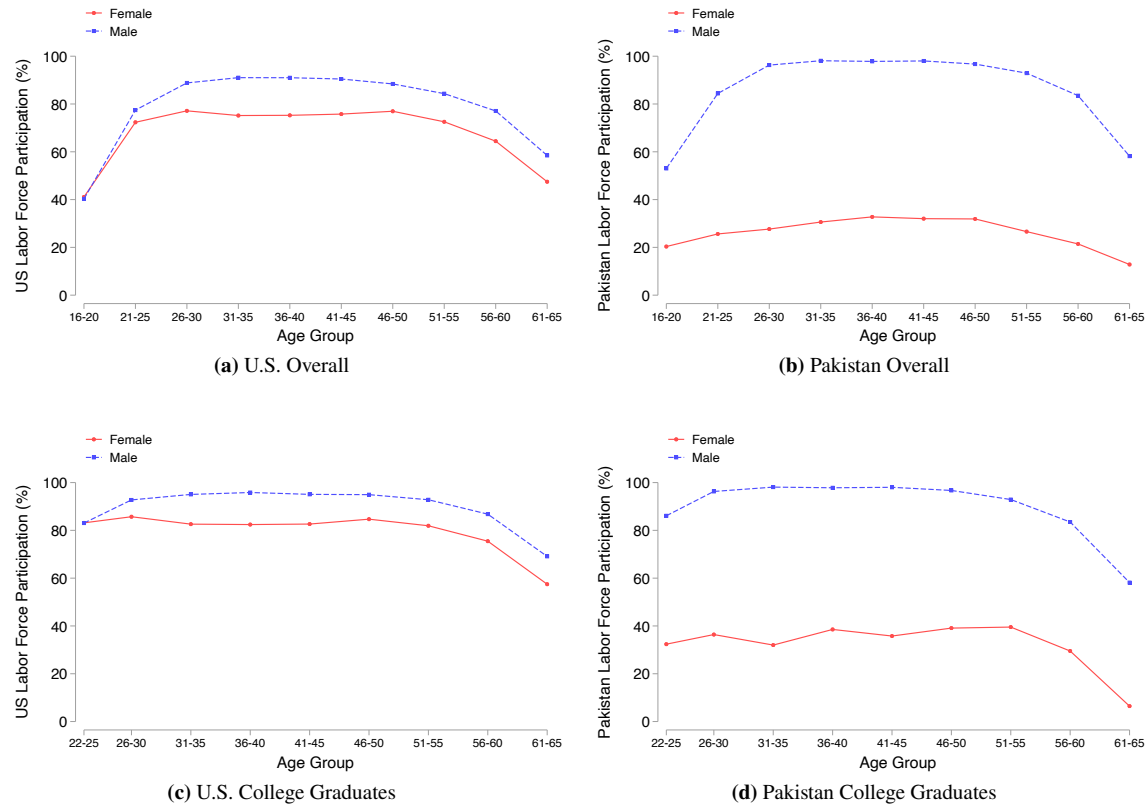 Female
Male
US Labor Force Participation (%)
100
80
60
40
20
0
16-20 21-25 26-30 31-35 36-40 41-45 46-50 51-55 56-60 61-65
Age Group
(a) U.S. Overall
Female
Male
Pakistan Labor Force Participation (%)
100
80
60
40
20
0
16-20 21-25 26-30 31-35 36-40 41-45 46-50 51-55 56-60 61-65
Age Group
(b) Pakistan Overall
Female
Male
US Labor Force Participation (%)
100
80
60
40
20
0
22-25 26-30 31-35 36-40 41-45 46-50 51-55 56-60 61-65
Age Group
(c) U.S. College Graduates
Female
Male
Pakistan Labor Force Participation (%)
100
80
60
40
20
0
22-25 26-30 31-35 36-40 41-45 46-50 51-55 56-60 61-65
Age Group
(d) Pakistan College Graduates